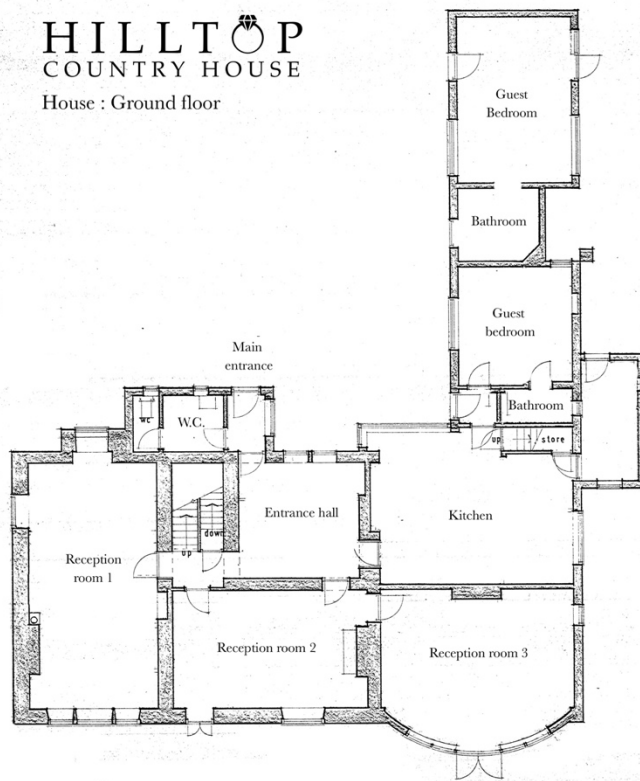 HILLTOP
COUNTRY HOUSE
House : Ground floor
Guest
Bedroom
Bathroom
Guest
bedroom
Main
entrance
wc
W.C.
Bathroom
up
store
Entrance hall
Kitchen
down
up
Reception
room 1
Reception room 2
Reception room 3